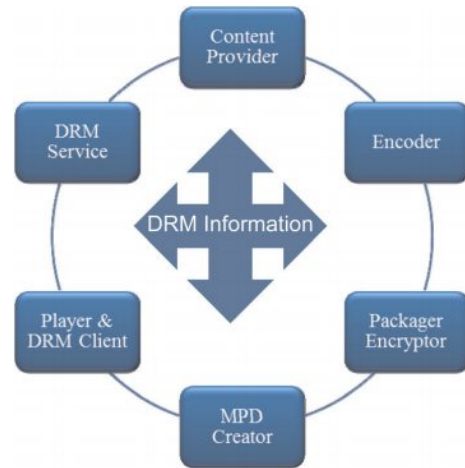 Content
Provider
DRM
Service
Encoder
DRM Information
Player &
DRM Client
Packager
Encryptor
MPD
Creator